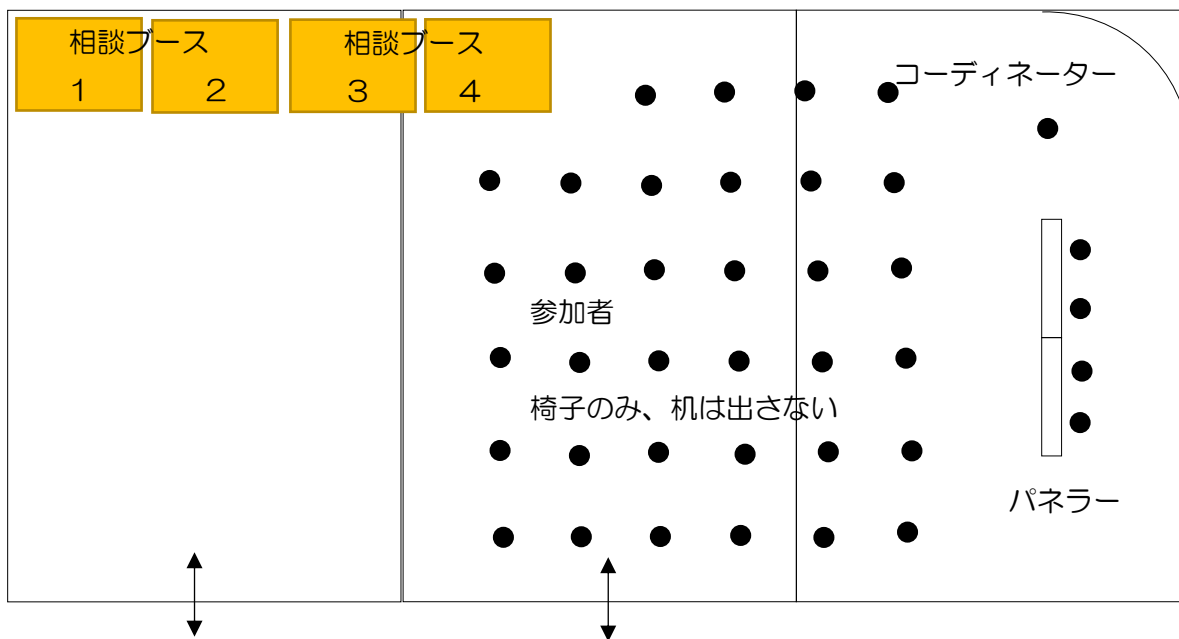 相談ブース
1
2
相談ブース
3
4
コーディネーター
参加者
椅子のみ、机は出さない
パネラー